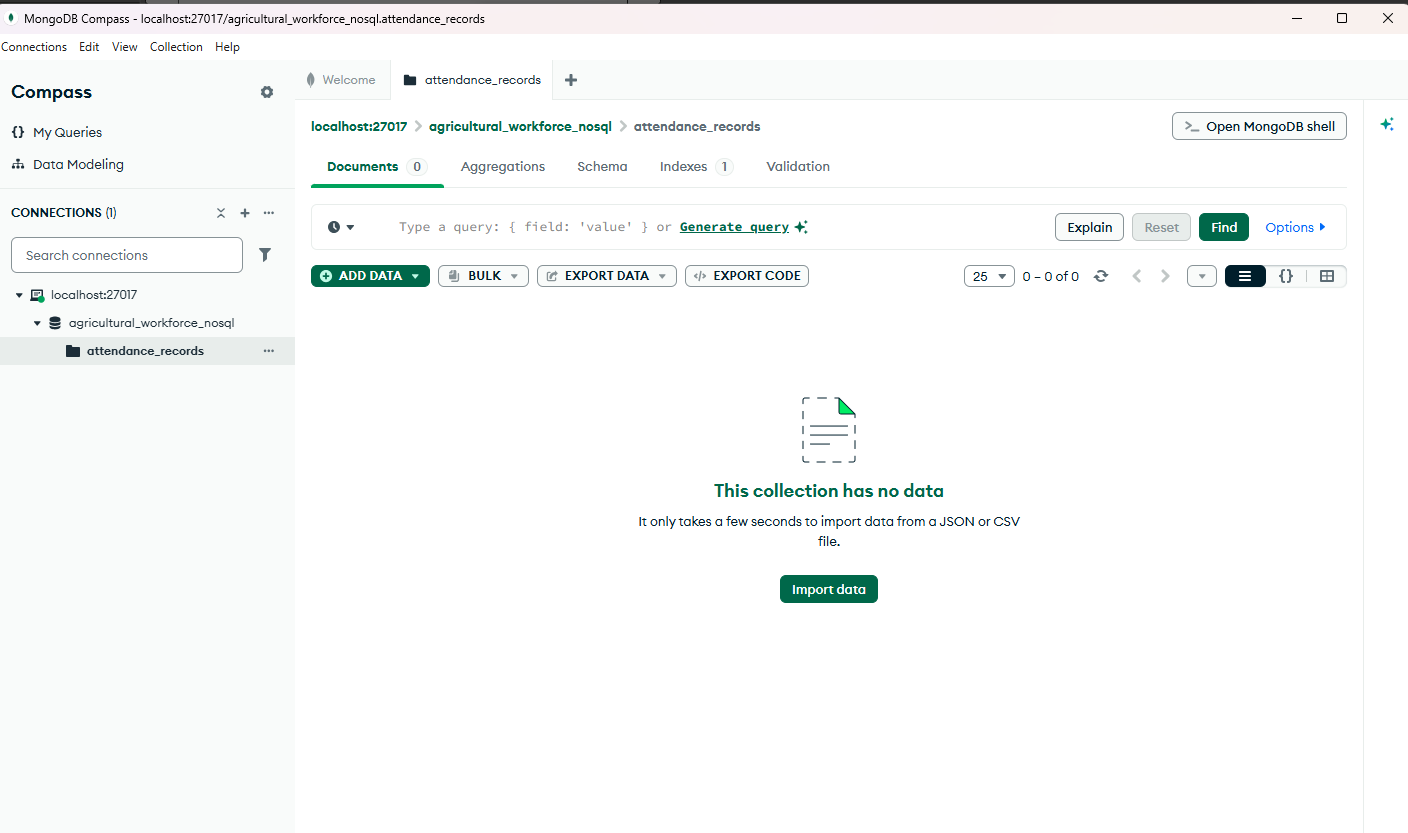 MongoDB Compass - localhost:27017/agricultural_workforce_nosql.attendance_records
Connections Edit View Collection Help
Compass
My Queries
Data Modeling
CONNECTIONS (1)
Search connections
localhost:27017
agricultural_workforce_nosql
attendance_records
Welcome
attendance_records
localhost:27017 > agricultural_workforce_nosql > attendance_records
>_ Open MongoDB shell
Documents 0 Aggregations Schema Indexes 1 Validation
Type a query: { field: 'value' } or Generate query
Explain Reset Find Options
ADD DATA BULK EXPORT DATA EXPORT CODE
25 0 – 0 of 0 {}
This collection has no data
It only takes a few seconds to import data from a JSON or CSV
file.
Import data